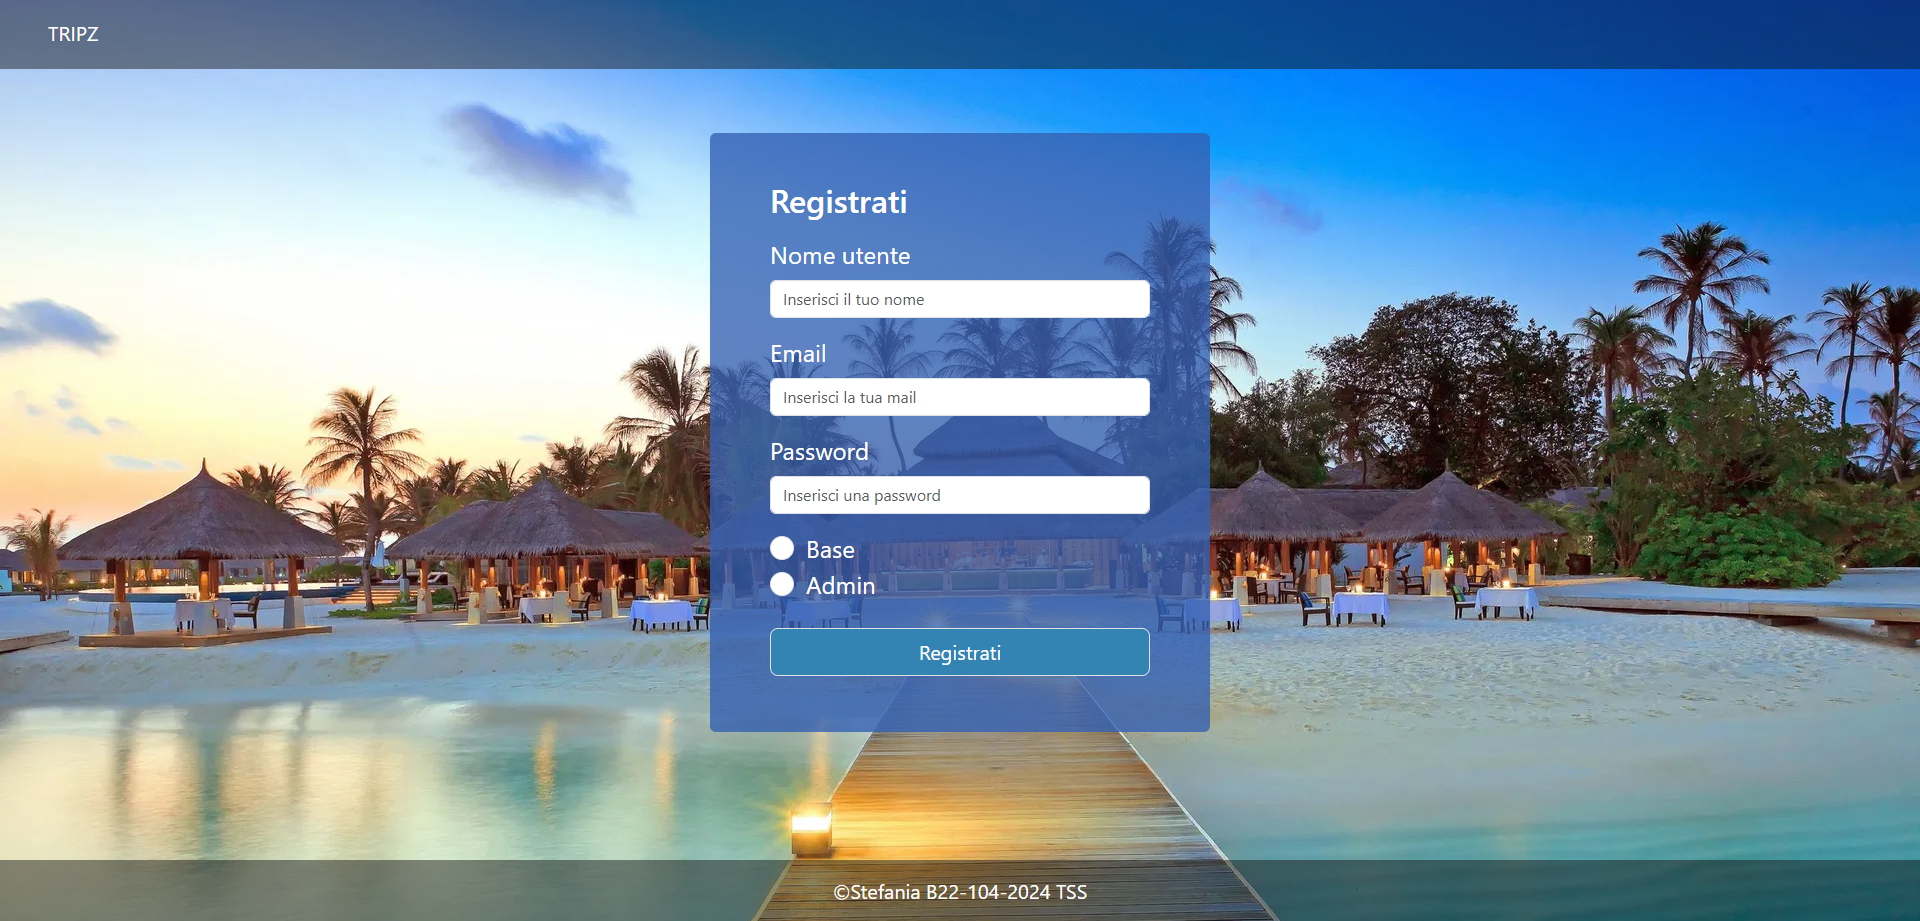 TRIPZ
Registrati
Nome utente
Inserisci il tuo nome
Email
Inserisci la tua mail
Password
Inserisci una password
Base
Admin
Registrati
©Stefania B22-104-2024 TSS